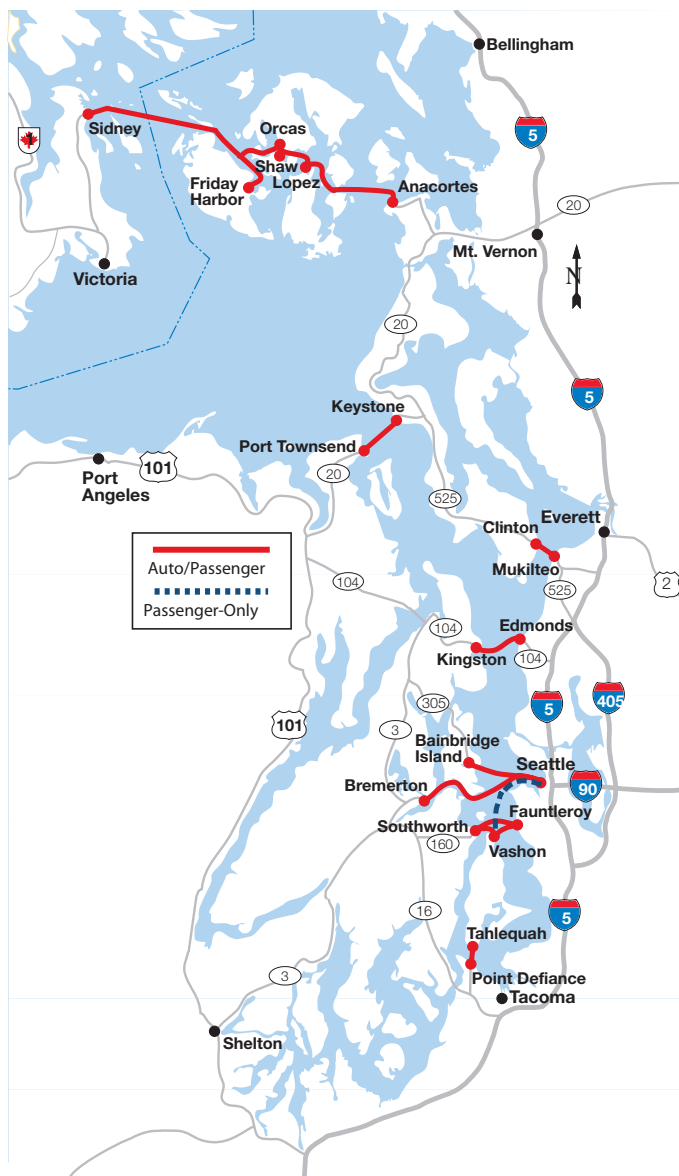 Bellingham
5
1
Sidney
Orcas
Shaw
Lopez
Friday
Harbor
Anacortes
20
Mt. Vernon
N
Victoria
20
5
Keystone
Port Townsend
101
Port
Angeles
20
525
Clinton
Everett
Mukilteo
Auto/Passenger
Passenger-Only
104
525
2
104
Edmonds
Kingston
104
305
5
405
101
3
Bainbridge
Island
Seattle
Bremerton
90
Fauntleroy
Southworth
160
Vashon
16
5
Tahlequah
3
Point Defiance
Tacoma
Shelton